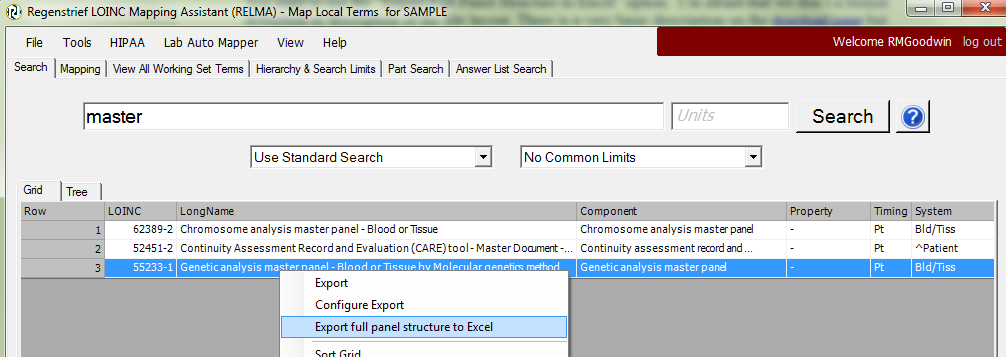 Regenstrief LOINC Mapping Assistant (RELMA) - Map Local Terms for SAMPLE
File Tools HIPAA Lab Auto Mapper View Help Welcome RMGoodwin log out
Search Mapping View All Working Set Terms Hierarchy & Search Limits Part Search Answer List Search
master Units Search ?
Use Standard Search No Common Limits
Grid Tree
Row LOINC LongName Component Property Timing System
1 62389-2 Chromosome analysis master panel - Blood or Tissue Chromosome analysis master panel - Pt Bld/Tiss
2 52451-2 Continuity Assessment Record and Evaluation (CARE) tool - Master Document -... Continuity assessment record and ... - Pt ^Patient
3 55233-1 Genetic analysis master panel - Blood or Tissue by Molecular genetics method Genetic analysis master panel - Pt Bld/Tiss
Export
Configure Export
Export full panel structure to Excel
Sort Grid